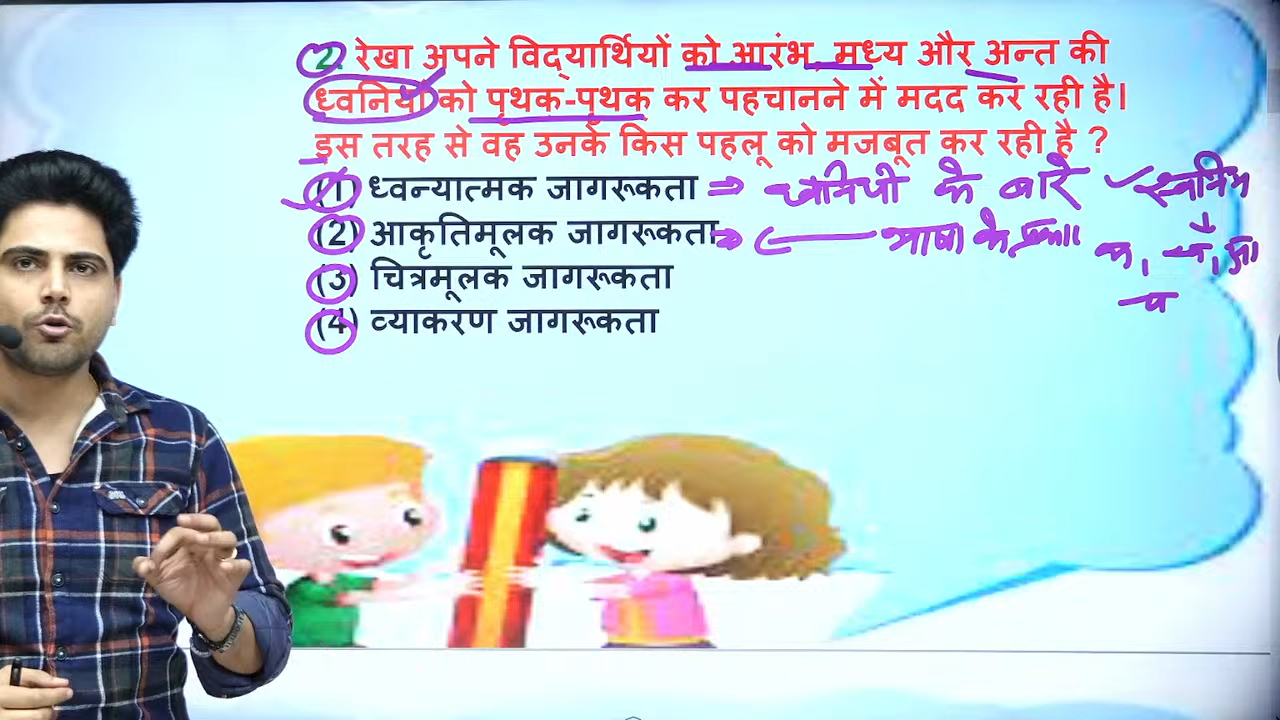 2. रेखा अपने विद्यार्थियों को आरंभ, मध्य और अन्त की
ध्वनियों को पृथक-पृथक कर पहचानने में मदद कर रही है।
इस तरह से वह उनके किस पहलू को मजबूत कर रही है ?
(1) ध्वन्यात्मक जागरूकता ⇒ के बारे
(2) आकृतिमूलक जागरूकता ⇒ भाषा के
(3) चित्रमूलक जागरूकता
(4) व्याकरण जागरूकता